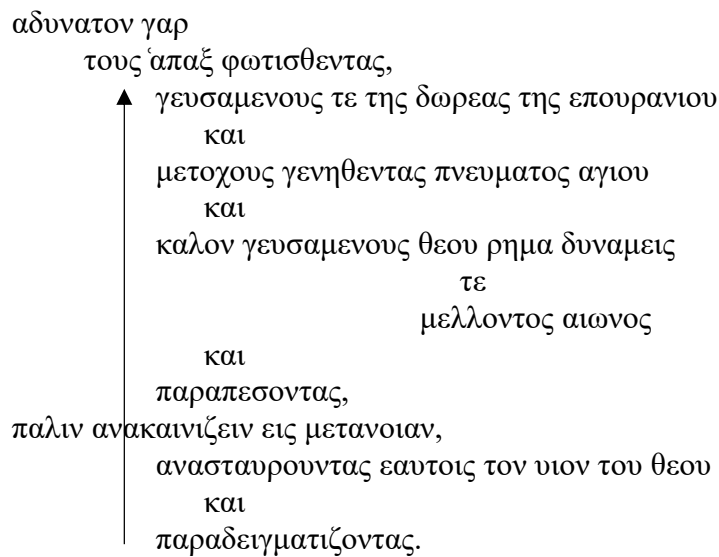 αδυνατον γαρ
τους ‛απαξ φωτισθεντας,
γευσαμενους τε της δωρεας της επουρανιου
και
μετοχους γενηθεντας πνευματος αγιου
και
καλον γευσαμενους θεου ρημα δυναμεις
τε
μελλοντος αιωνος
και
παραπεσοντας,
παλιν ανακαινιζειν εις μετανοιαν,
ανασταυρουντας εαυτοις τον υιον του θεου
και
παραδειγματιζοντας.